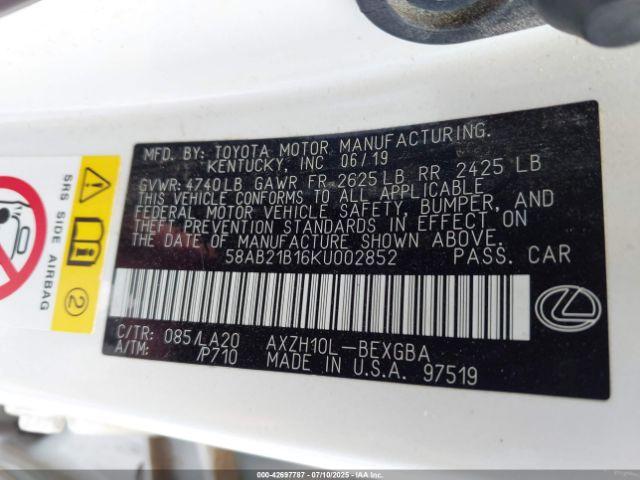 MFD. BY: TOYOTA MOTOR MANUFACTURING.
KENTUCKY, INC 06/19
GVWR: 4740LB GAWR FR 2625LB RR 2425 LB
THIS VEHICLE CONFORMS TO ALL APPLICABLE
FEDERAL MOTOR VEHICLE SAFETY, BUMPER, AND
THEFT PREVENTION STANDARDS IN EFFECT ON
THE DATE OF MANUFACTURE SHOWN ABOVE.
58AB21B16KU002852 PASS. CAR
C/TR: 085/LA20 AXZH10L-BEXGBA
A/TM: /P710 MADE IN U.S.A. 97519
SRS SIDE AIRBAG
2
000-42697787 - 07/10/2025 - IAAI.COM